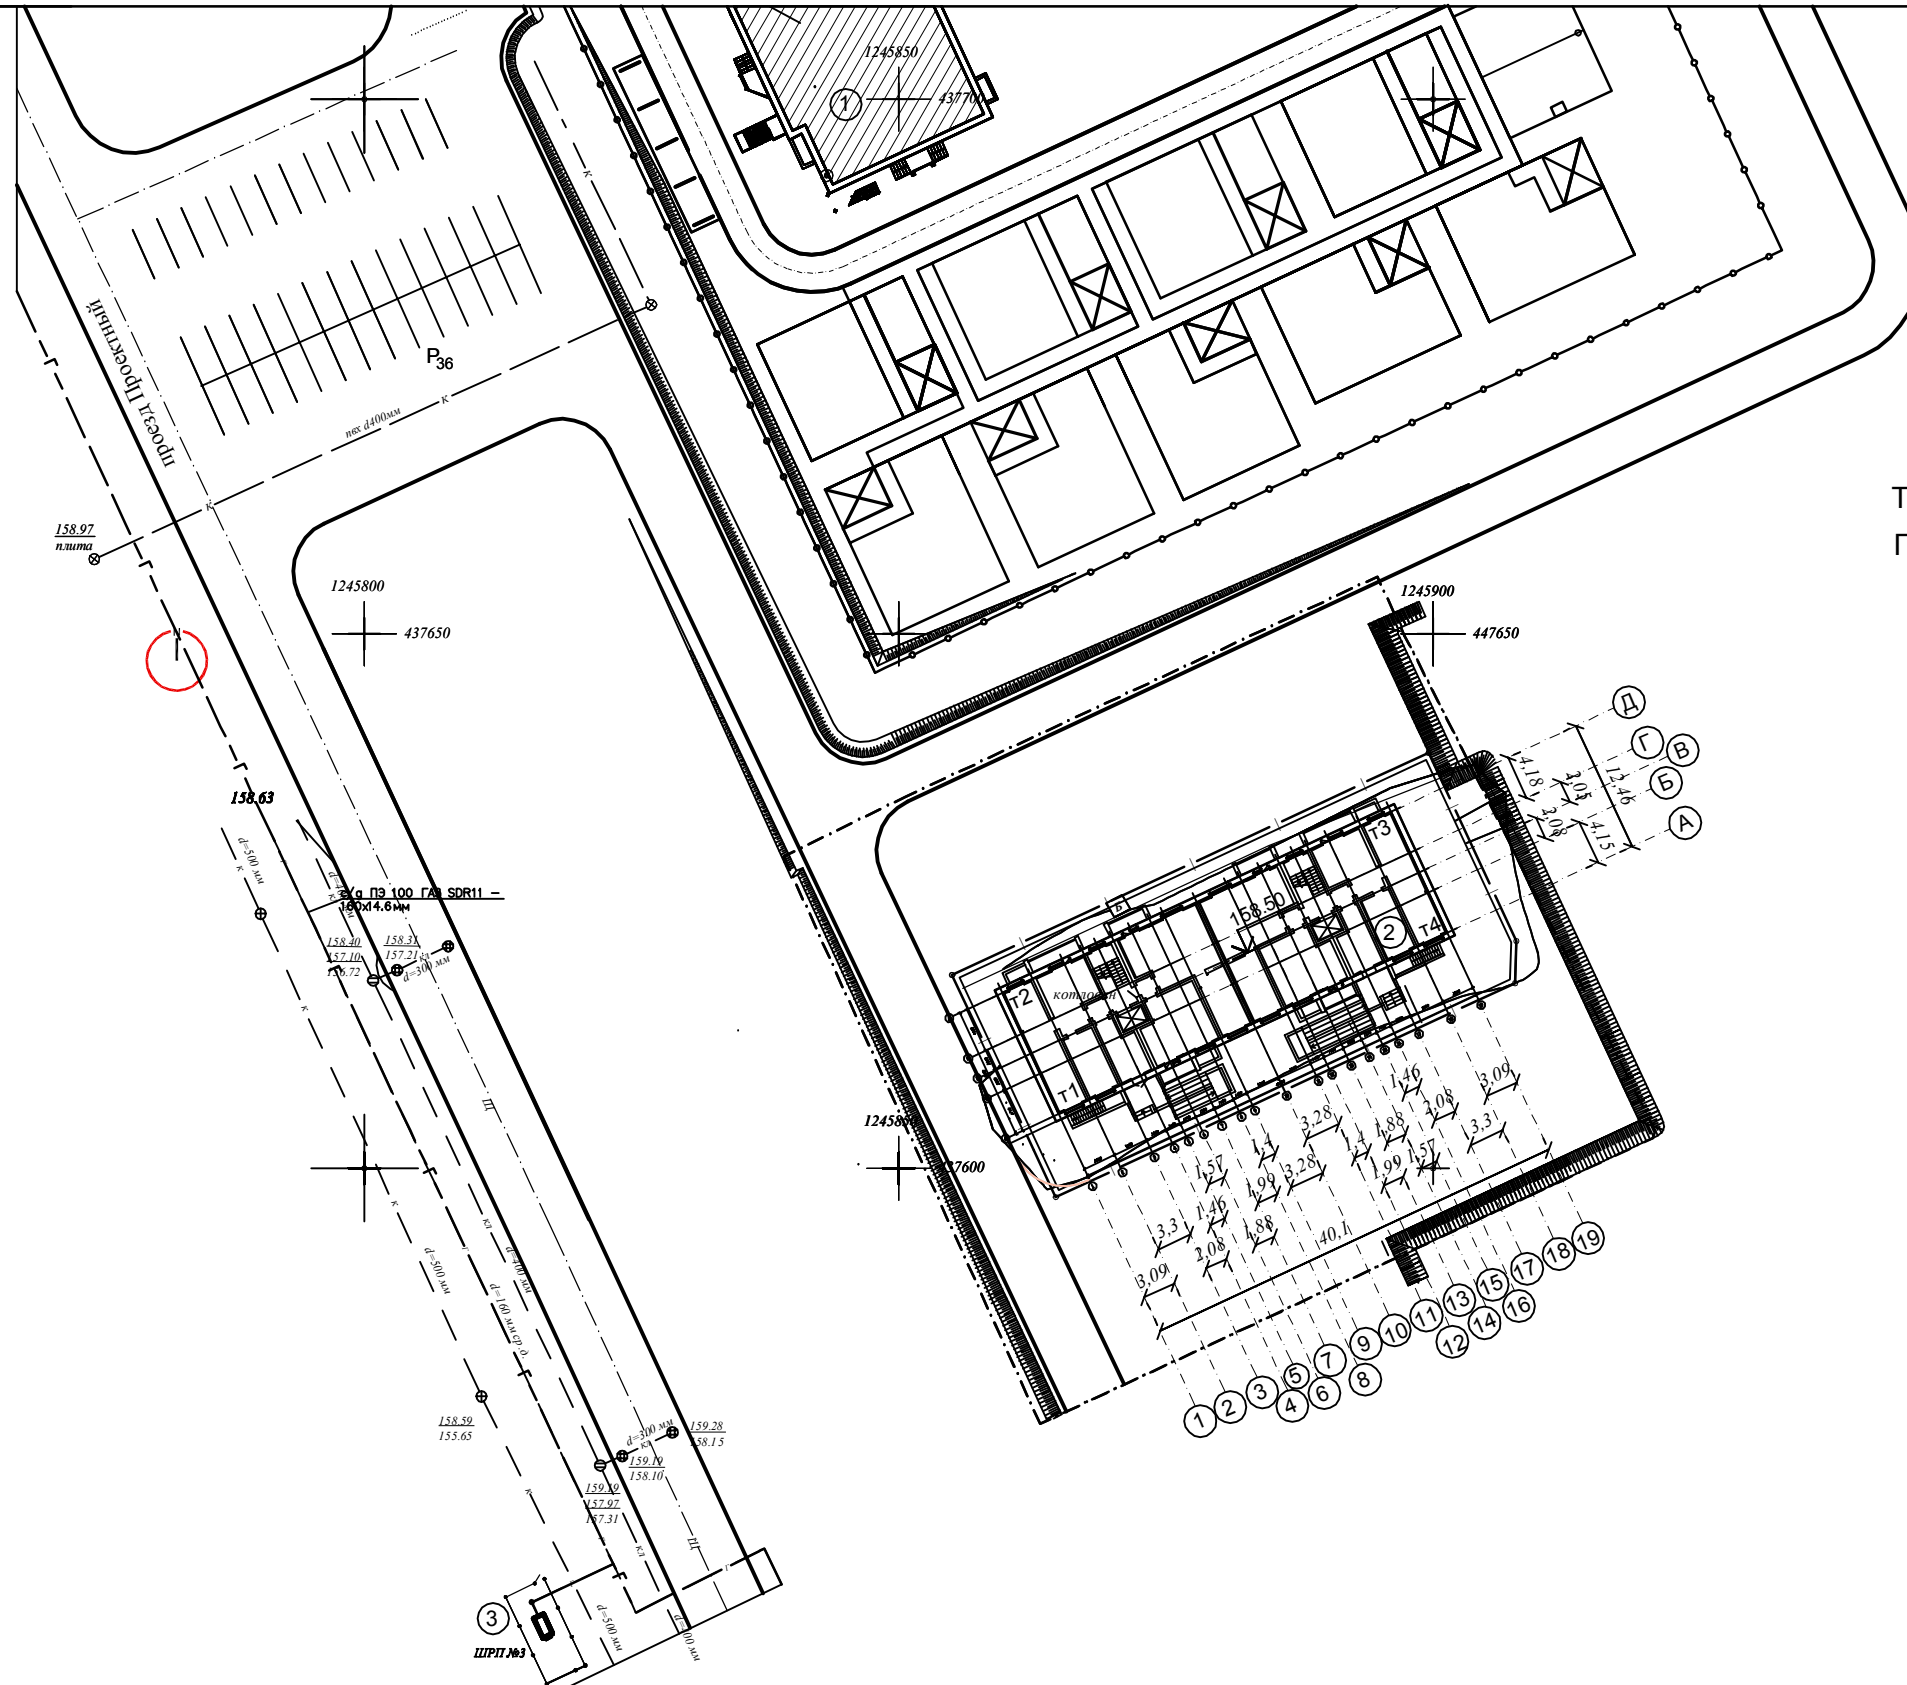 1245850
1
437700
проезд Проектный
P36
пвх d400мм
к
к
к
158.97
плита
1245800
437650
1245900
447650
Т
Г
158.63
d=500 мм
к
г/д ПЭ 100 ГАЗ SDR11 –
160х14.6мм
158.40
157.10
156.72
158.31
157.21
кл
d=300 мм
Д
Г
В
Б
А
4,18
2,05
12,46
2,08
4,15
т3
158.50
2
т4
т2
котлован
т1
Б
1245850
437600
Щ
к
к
кл
d=500 мм
d=400 мм
d=160 мм ср.д.
1,46
3,09
2,08
3,28
1,88
3,3
1,4
1,4
1,57
1,57
3,28
1,99
1,99
1,46
3,3
1,88
40,1
2,08
3,09
1
2
3
4
5
6
7
8
9
10
11
12
13
14
15
16
17
18
19
158.59
155.65
d=300 мм
кл
159.28
158.15
159.19
158.10
159.19
157.97
157.31
к
кл
Щ
г
3
ШРП №3
d=500 мм
d=400 мм